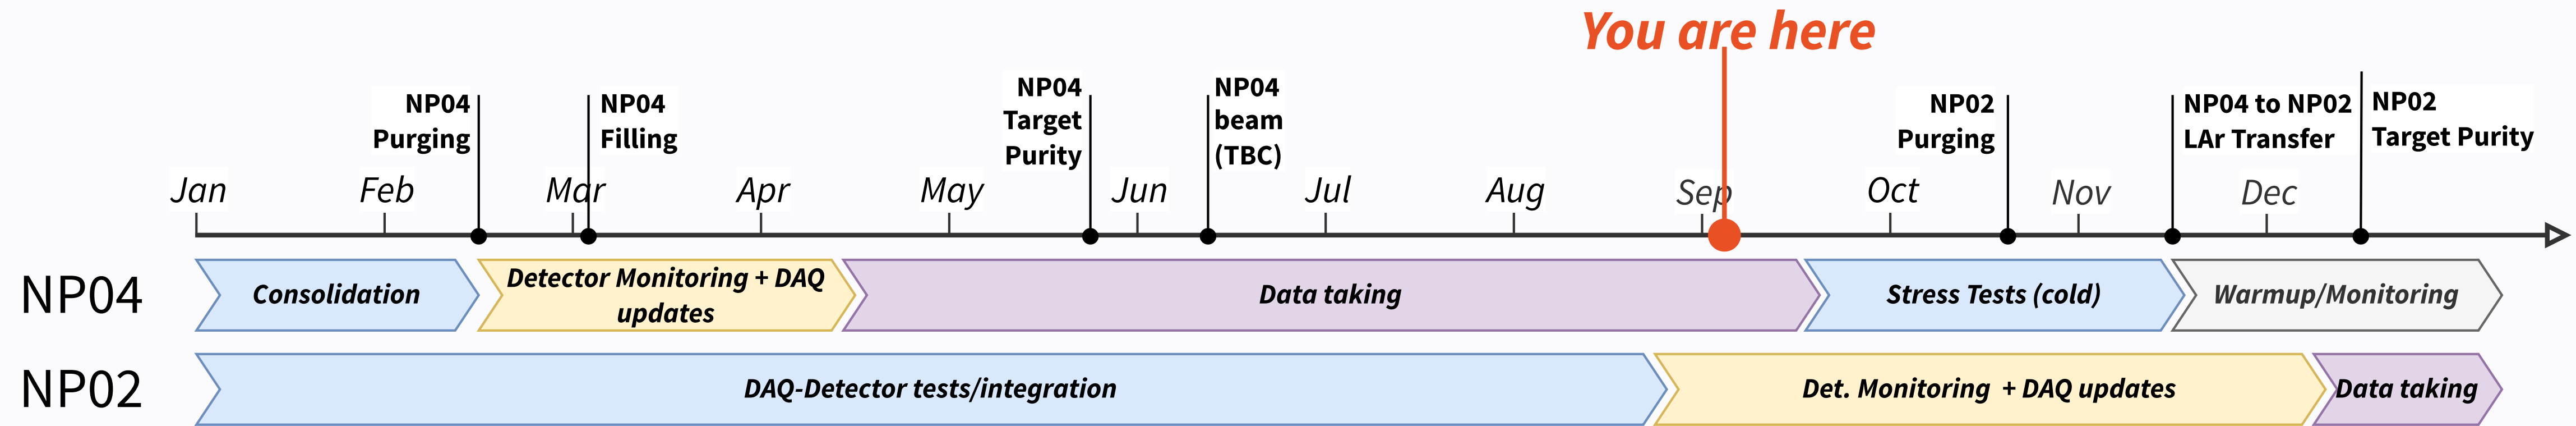 You are here
NP04
Purging
NP04
Filling
NP04
Target
Purity
NP04
beam
(TBC)
NP02
Purging
NP04 to NP02
LAr Transfer
NP02
Target Purity
Jan
Feb
Mar
Apr
May
Jun
Jul
Aug
Sep
Oct
Nov
Dec
NP04
Consolidation
Detector Monitoring + DAQ
updates
Data taking
Stress Tests (cold)
Warmup/Monitoring
NP02
DAQ-Detector tests/integration
Det. Monitoring + DAQ updates
Data taking